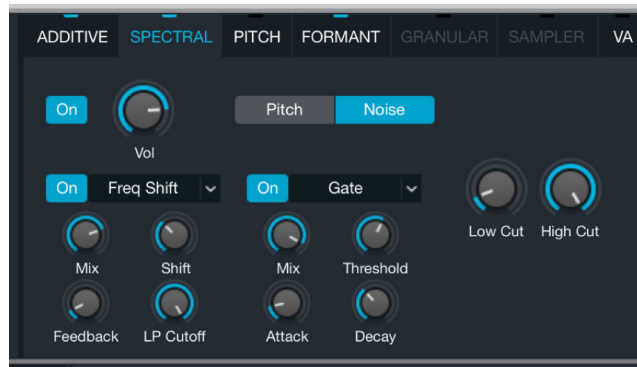 ADDITIVE SPECTRAL PITCH FORMANT GRANULAR SAMPLER VA
On Pitch Noise
Vol
On Freq Shift On Gate
Low Cut High Cut
Mix Shift Mix Threshold
Feedback LP Cutoff Attack Decay